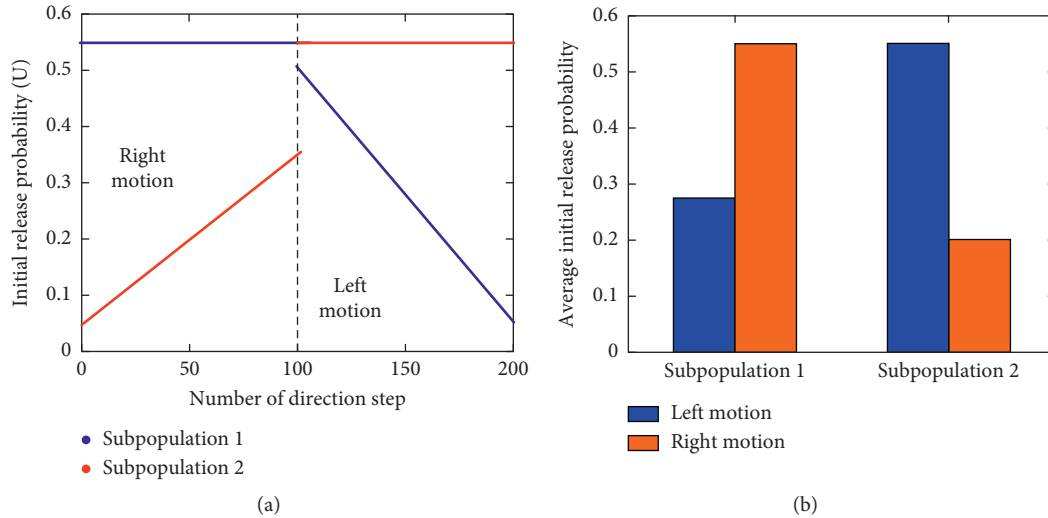 Initial release probability (U)
0.6
0.5
0.4
0.3
0.2
0.1
0
Right
motion
Left
motion
0
50
100
150
200
Number of direction step
Subpopulation 1
Subpopulation 2
(a)
Average initial release probability
0.6
0.5
0.4
0.3
0.2
0.1
0
Subpopulation 1
Subpopulation 2
Left motion
Right motion
(b)